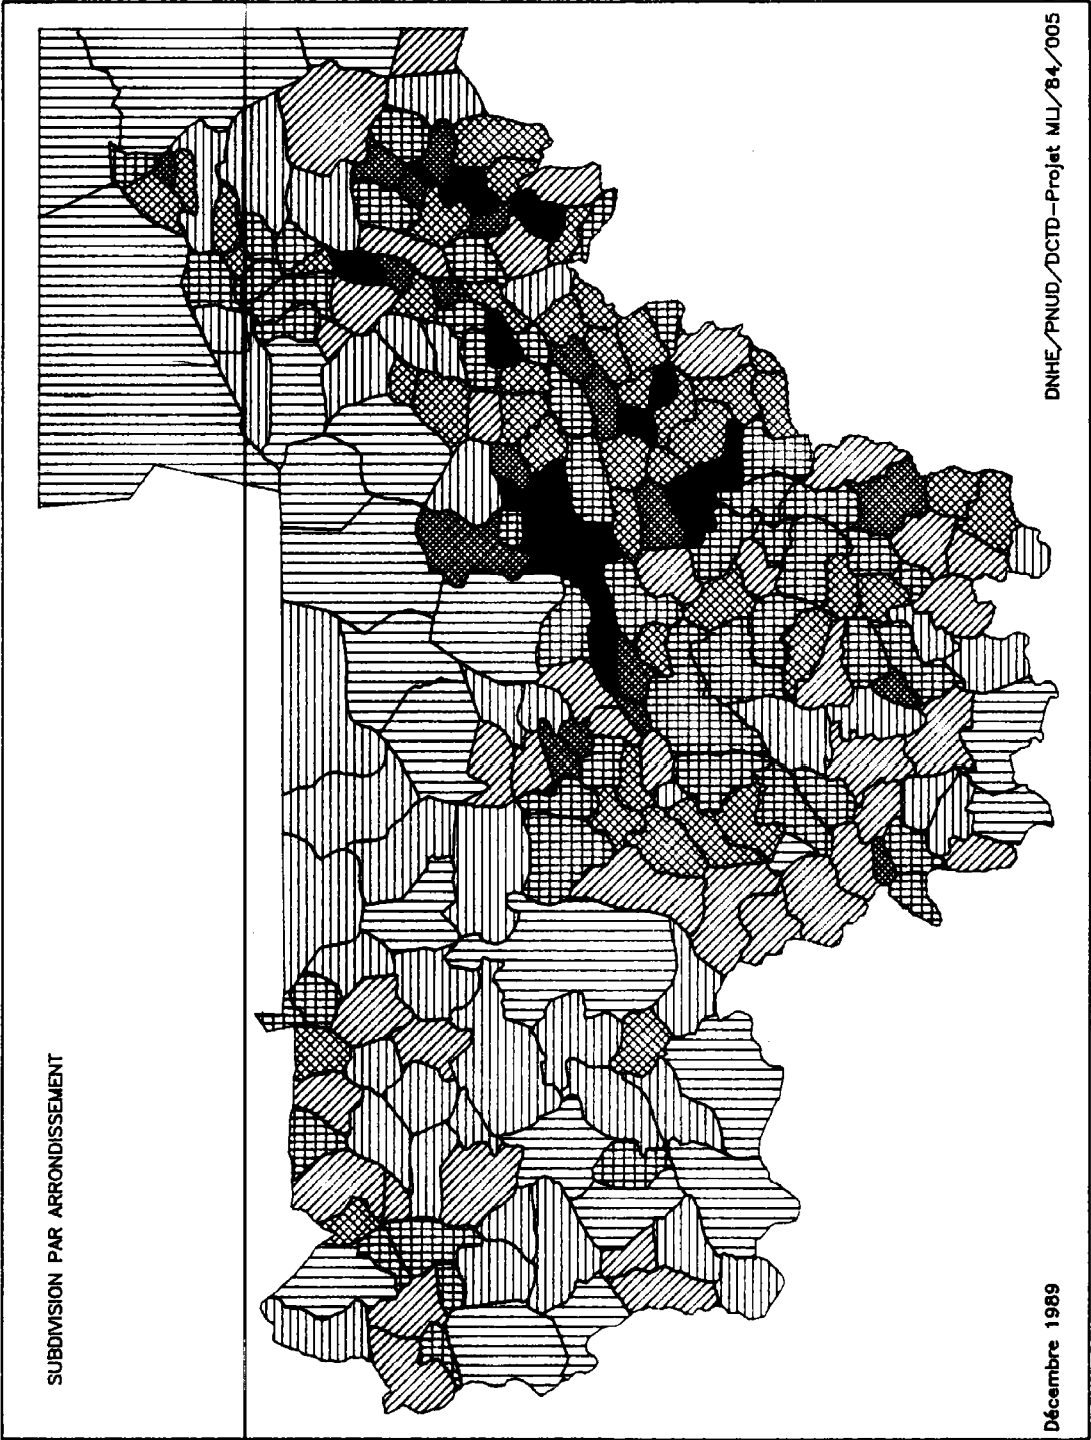 SUBDIVISION PAR ARRONDISSEMENT
Décembre 1989
DNHE/PNUD/DCTD-Projet MLI/84/005